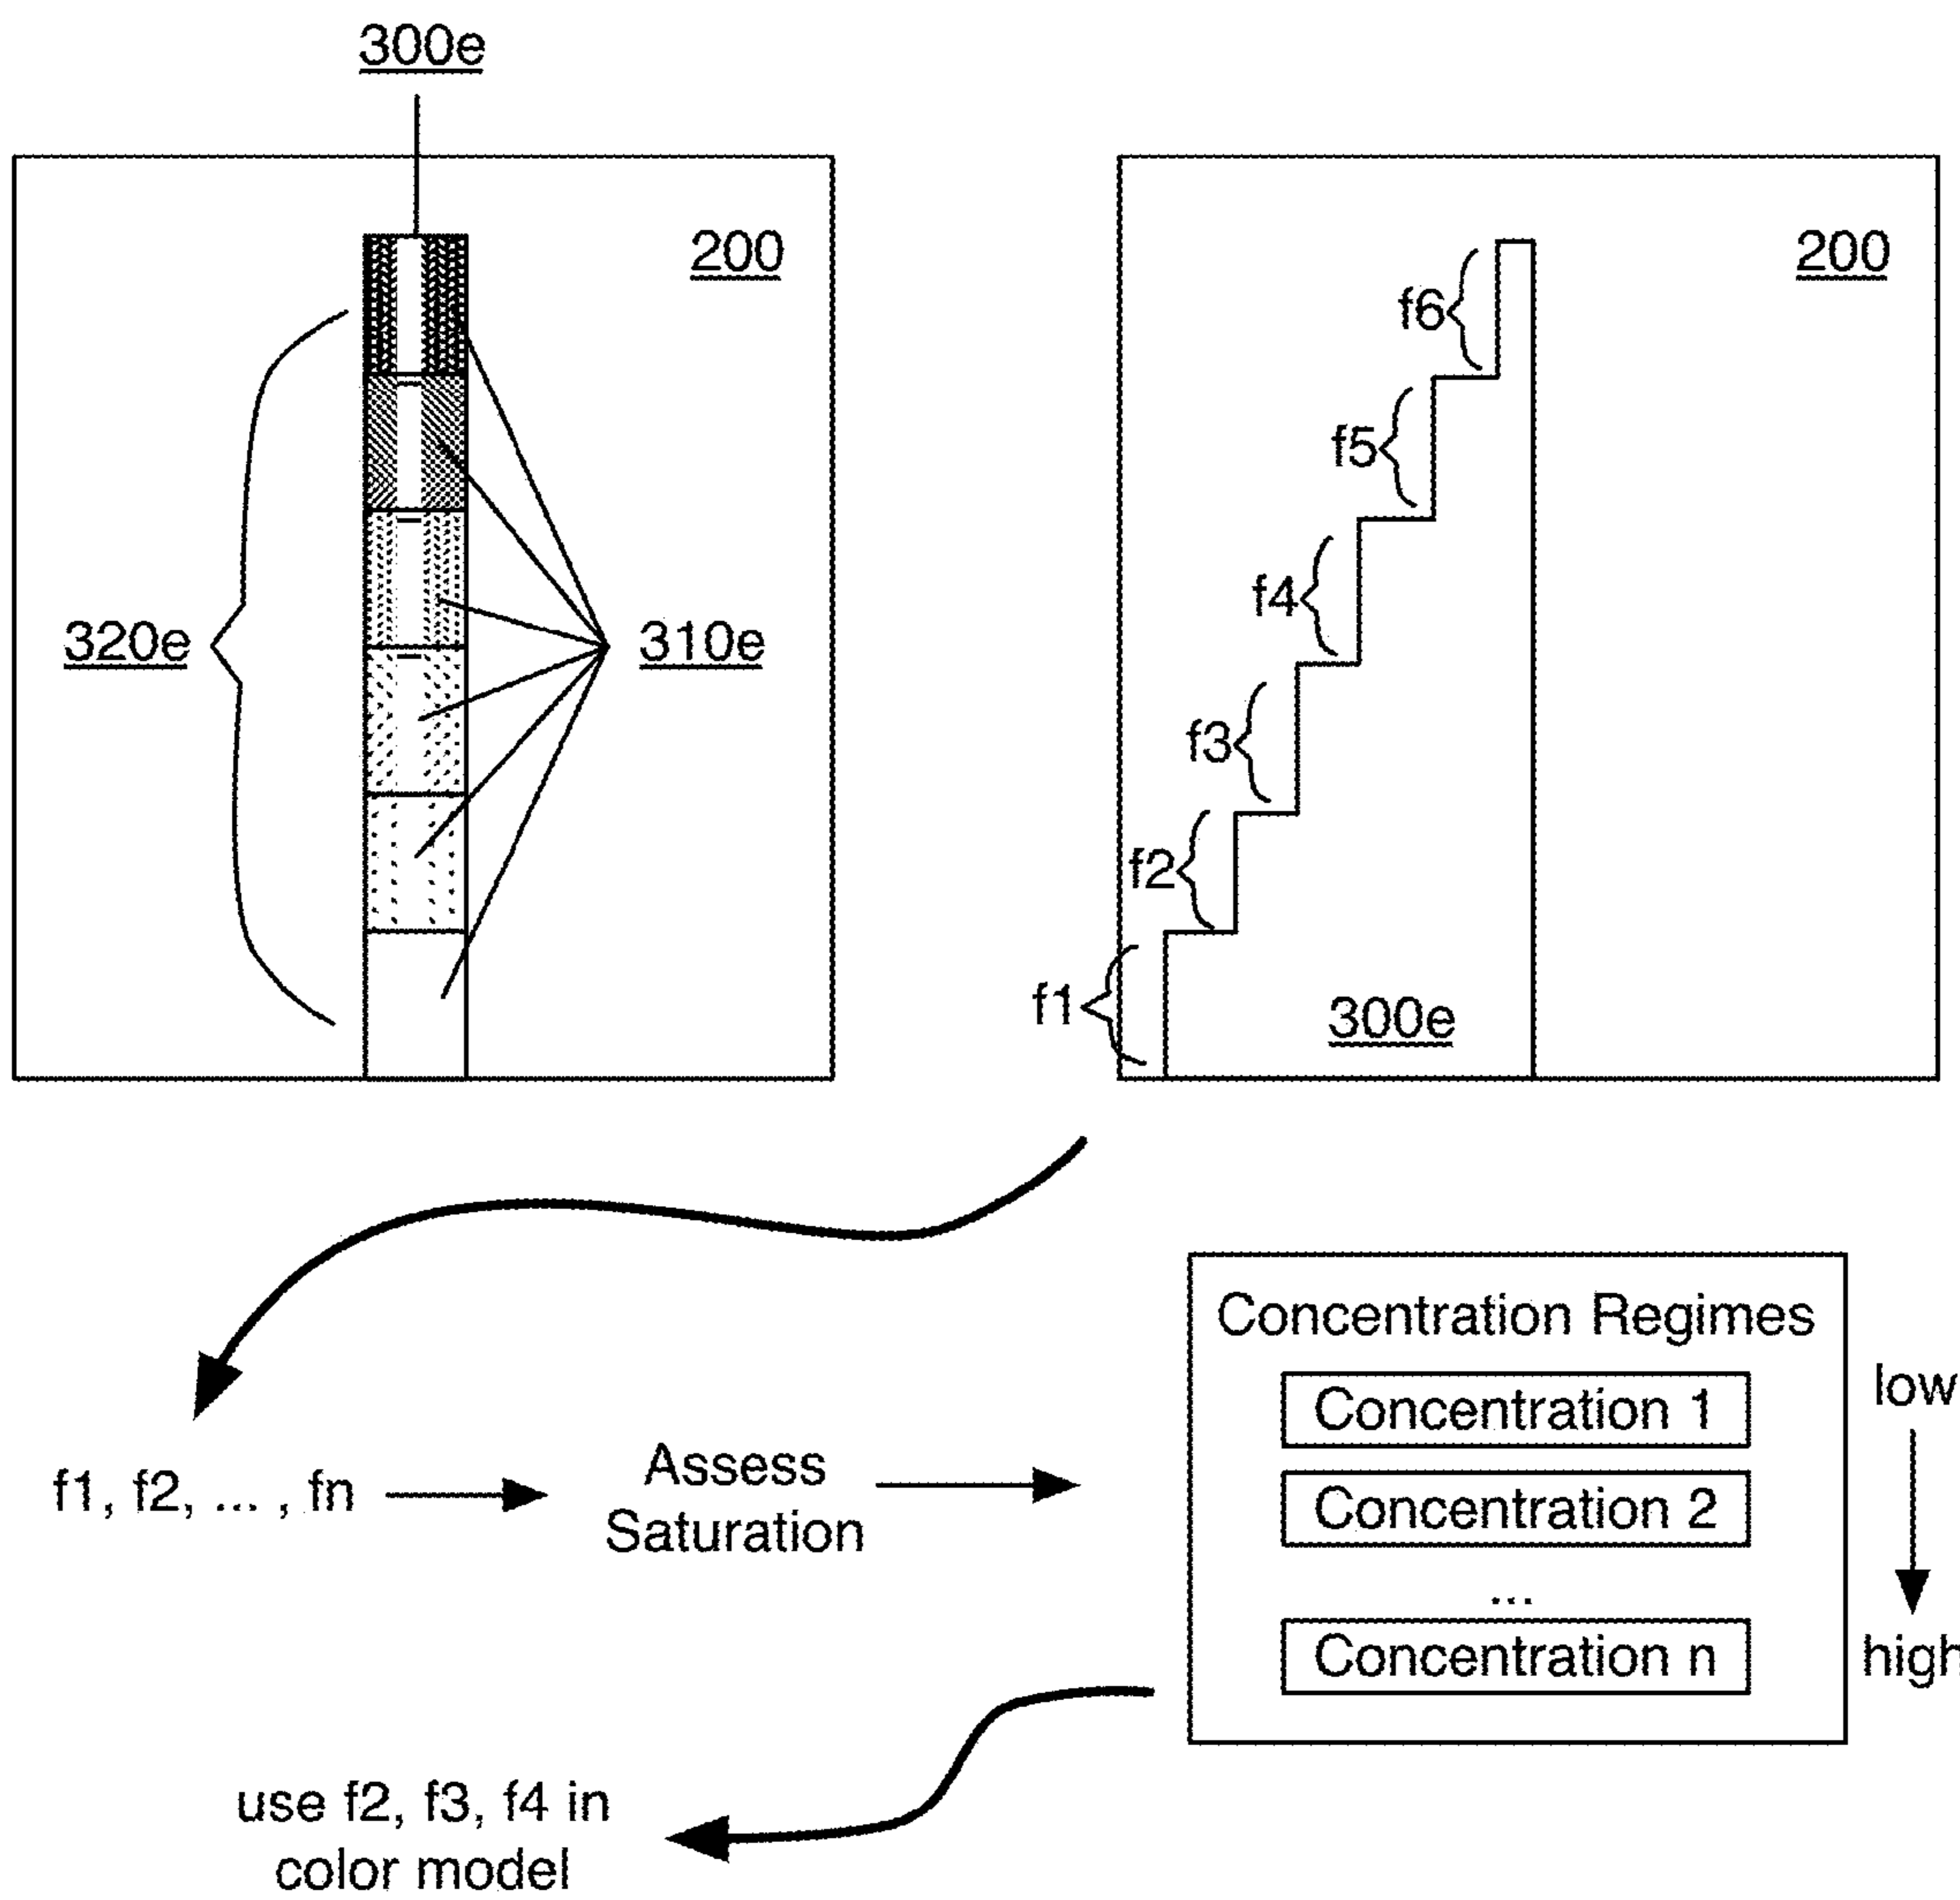 300e
200
320e
310e
200
f6
f5
f4
f3
f2
f1
300e
f1, f2, ... , fn
Assess
Saturation
Concentration Regimes
Concentration 1
Concentration 2
...
Concentration n
low
high
use f2, f3, f4 in
color model